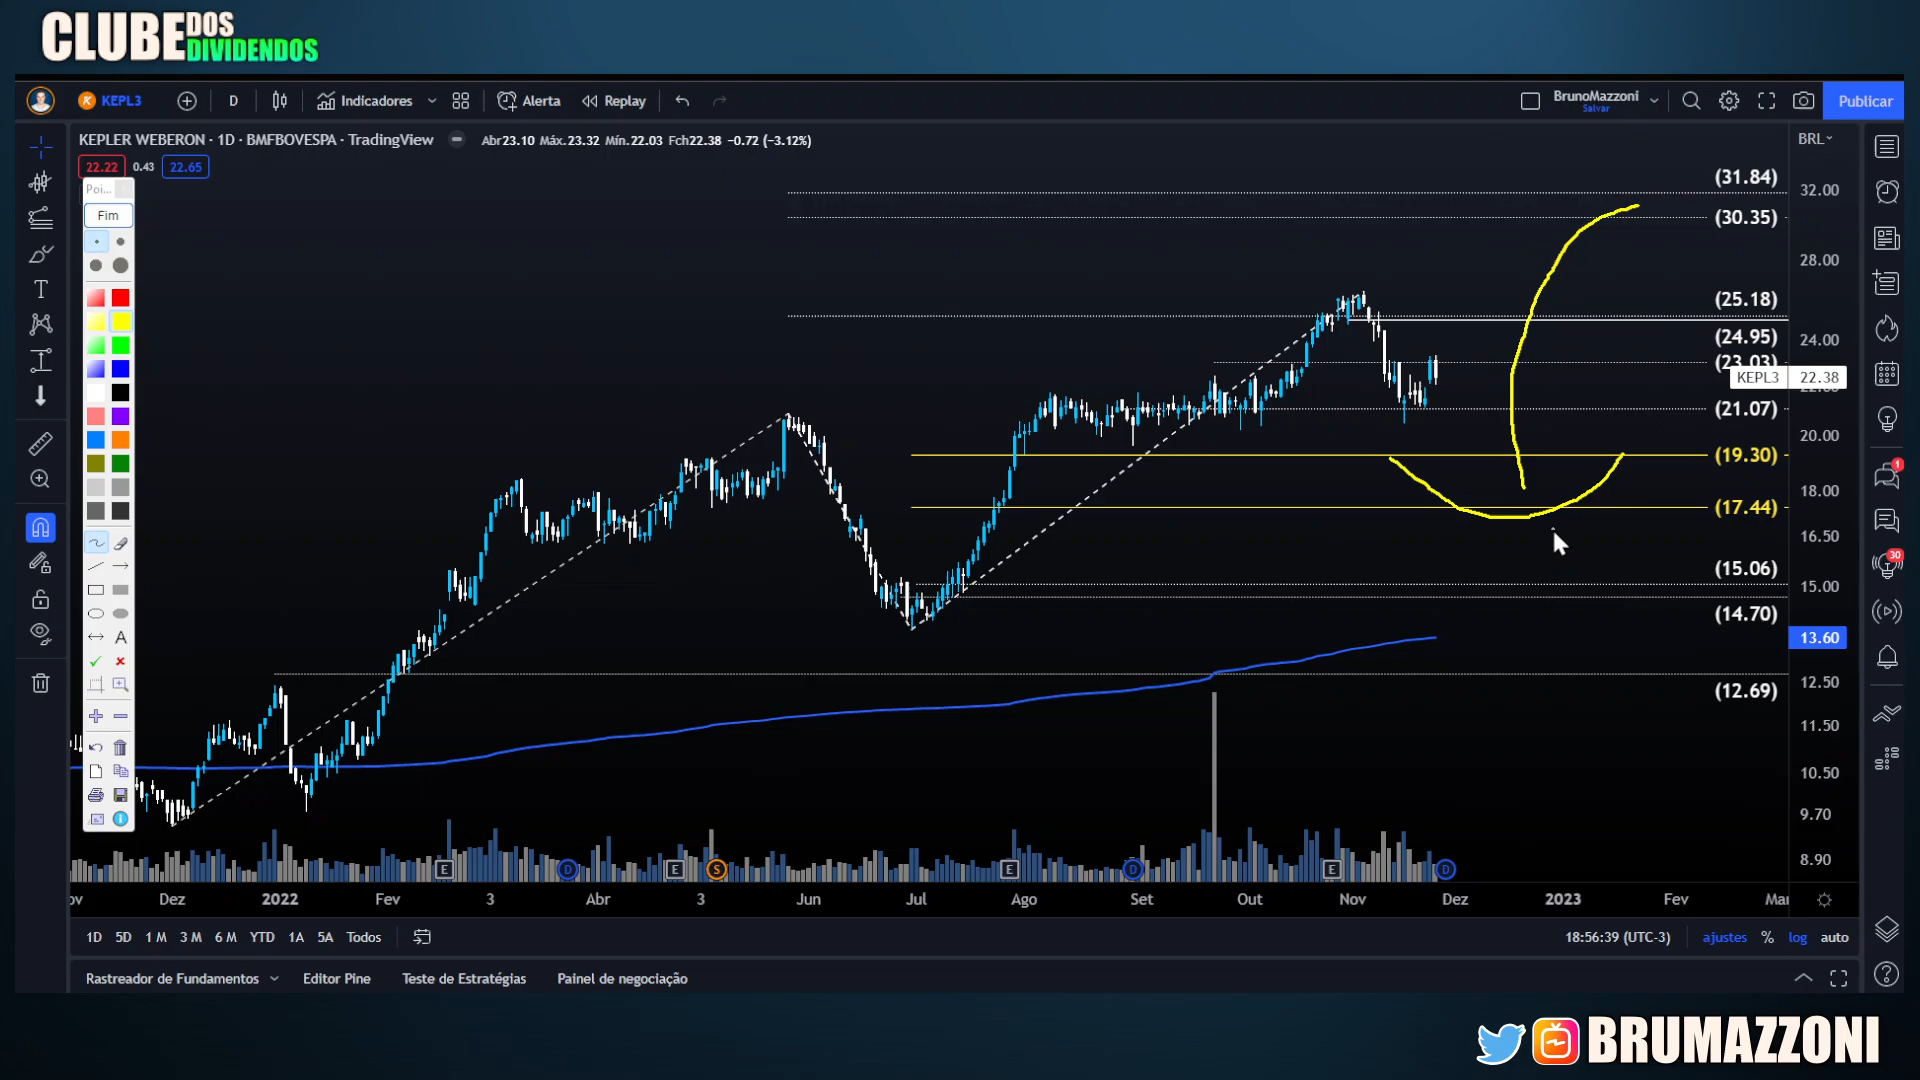 CLUBE DOS DIVIDENDOS
KEPL3
D
Indicadores
Alerta
Replay
BrunoMazzoni
Salvar
Publicar
KEPLER WEBERON · 1D · BMFBOVESPA · TradingView
Abr23.10 Máx.23.32 Mín.22.03 Fch22.38 −0.72 (−3.12%)
BRL
22.22 0.43 22.65
Poi...
Fim
T
A
(31.84)
(30.35)
(25.18)
(24.95)
(23.03)
KEPL3 22.38
(21.07)
(19.30)
(17.44)
(15.06)
(14.70)
(12.69)
32.00
28.00
24.00
20.00
18.00
16.50
15.00
13.60
12.50
11.50
10.50
9.70
8.90
1
30
E D E S E D E D
Dez 2022 Fev 3 Abr 3 Jun Jul Ago Set Out Nov Dez 2023 Fev
1D 5D 1 M 3 M 6 M YTD 1A 5A Todos
18:56:39 (UTC-3) ajustes % log auto
Rastreador de Fundamentos Editor Pine Teste de Estratégias Painel de negociação
BRUMAZZONI